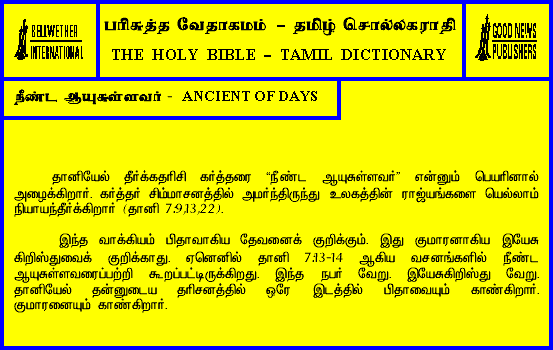 BELLWETHER
INTERNATIONAL
பரிசுத்த வேதாகமம் – தமிழ் சொல்லகராதி
THE HOLY BIBLE – TAMIL DICTIONARY
GOOD NEWS
PUBLISHERS
நீண்ட ஆயுசுள்ளவர் - ANCIENT OF DAYS
தானியேல் தீர்க்கதரிசி கர்த்தரை “நீண்ட ஆயுசுள்ளவர்” என்னும் பெயரினால்
அழைக்கிறார். கர்த்தர் சிம்மாசனத்தில் அமர்ந்திருந்து உலகத்தின் ராஜ்யங்களை யெல்லாம்
நியாயந்தீர்க்கிறார் (தானி 7:9,13,22).
இந்த வாக்கியம் பிதாவாகிய தேவனைக் குறிக்கும். இது குமாரனாகிய இயேசு
கிறிஸ்துவைக் குறிக்காது. ஏனெனில் தானி 7:13-14 ஆகிய வசனங்களில் நீண்ட
ஆயுசுள்ளவரைப்பற்றி கூறப்பட்டிருக்கிறது. இந்த நபர் வேறு. இயேசுகிறிஸ்து வேறு.
தானியேல் தன்னுடைய தரிசனத்தில் ஒரே இடத்தில் பிதாவையும் காண்கிறார்.
குமாரனையும் காண்கிறார்.